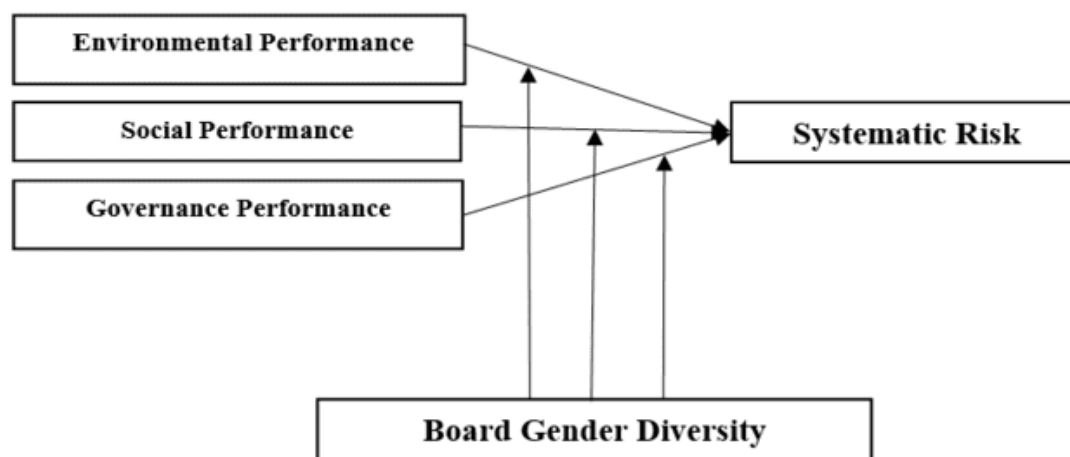 Environmental Performance
Social Performance
Systematic Risk
Governance Performance
Board Gender Diversity